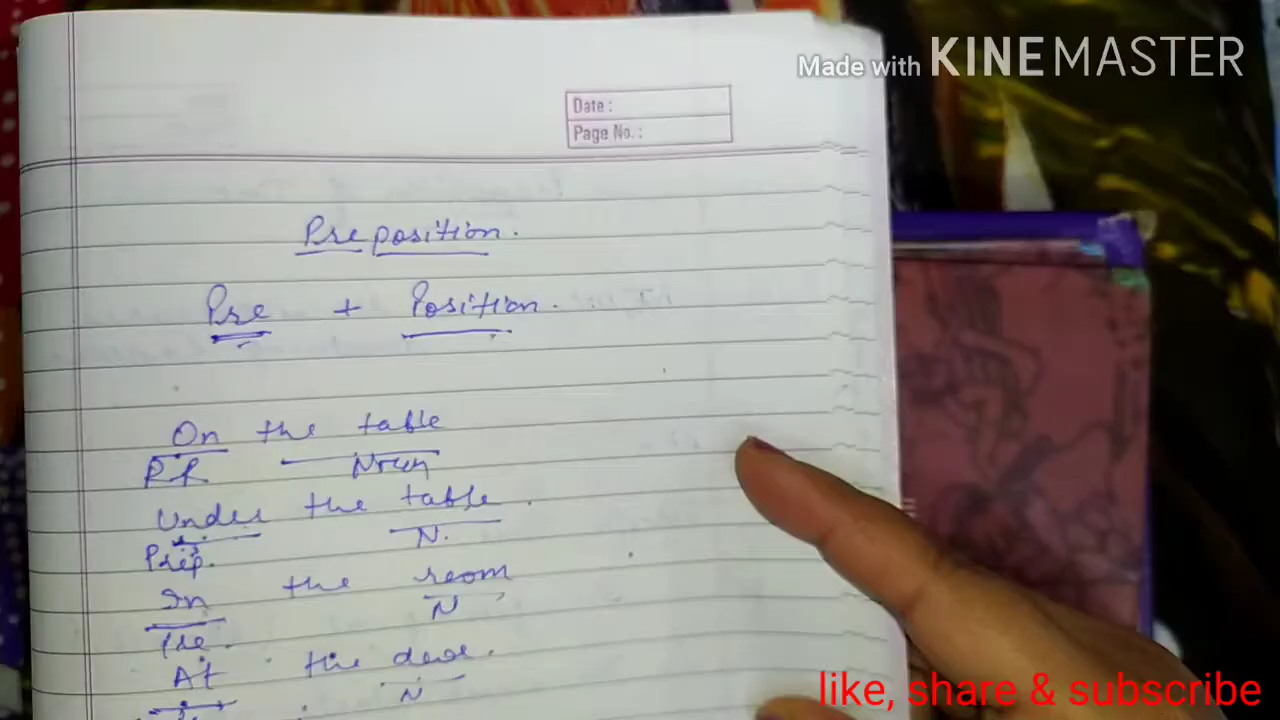 Made with KINEMASTER
Date :
Page No. :
Preposition.
Pre + Position.
On the table
Noun
Under the table.
N.
Prep.
In the room
N
Pre.
At the door.
N
like, share & subscribe